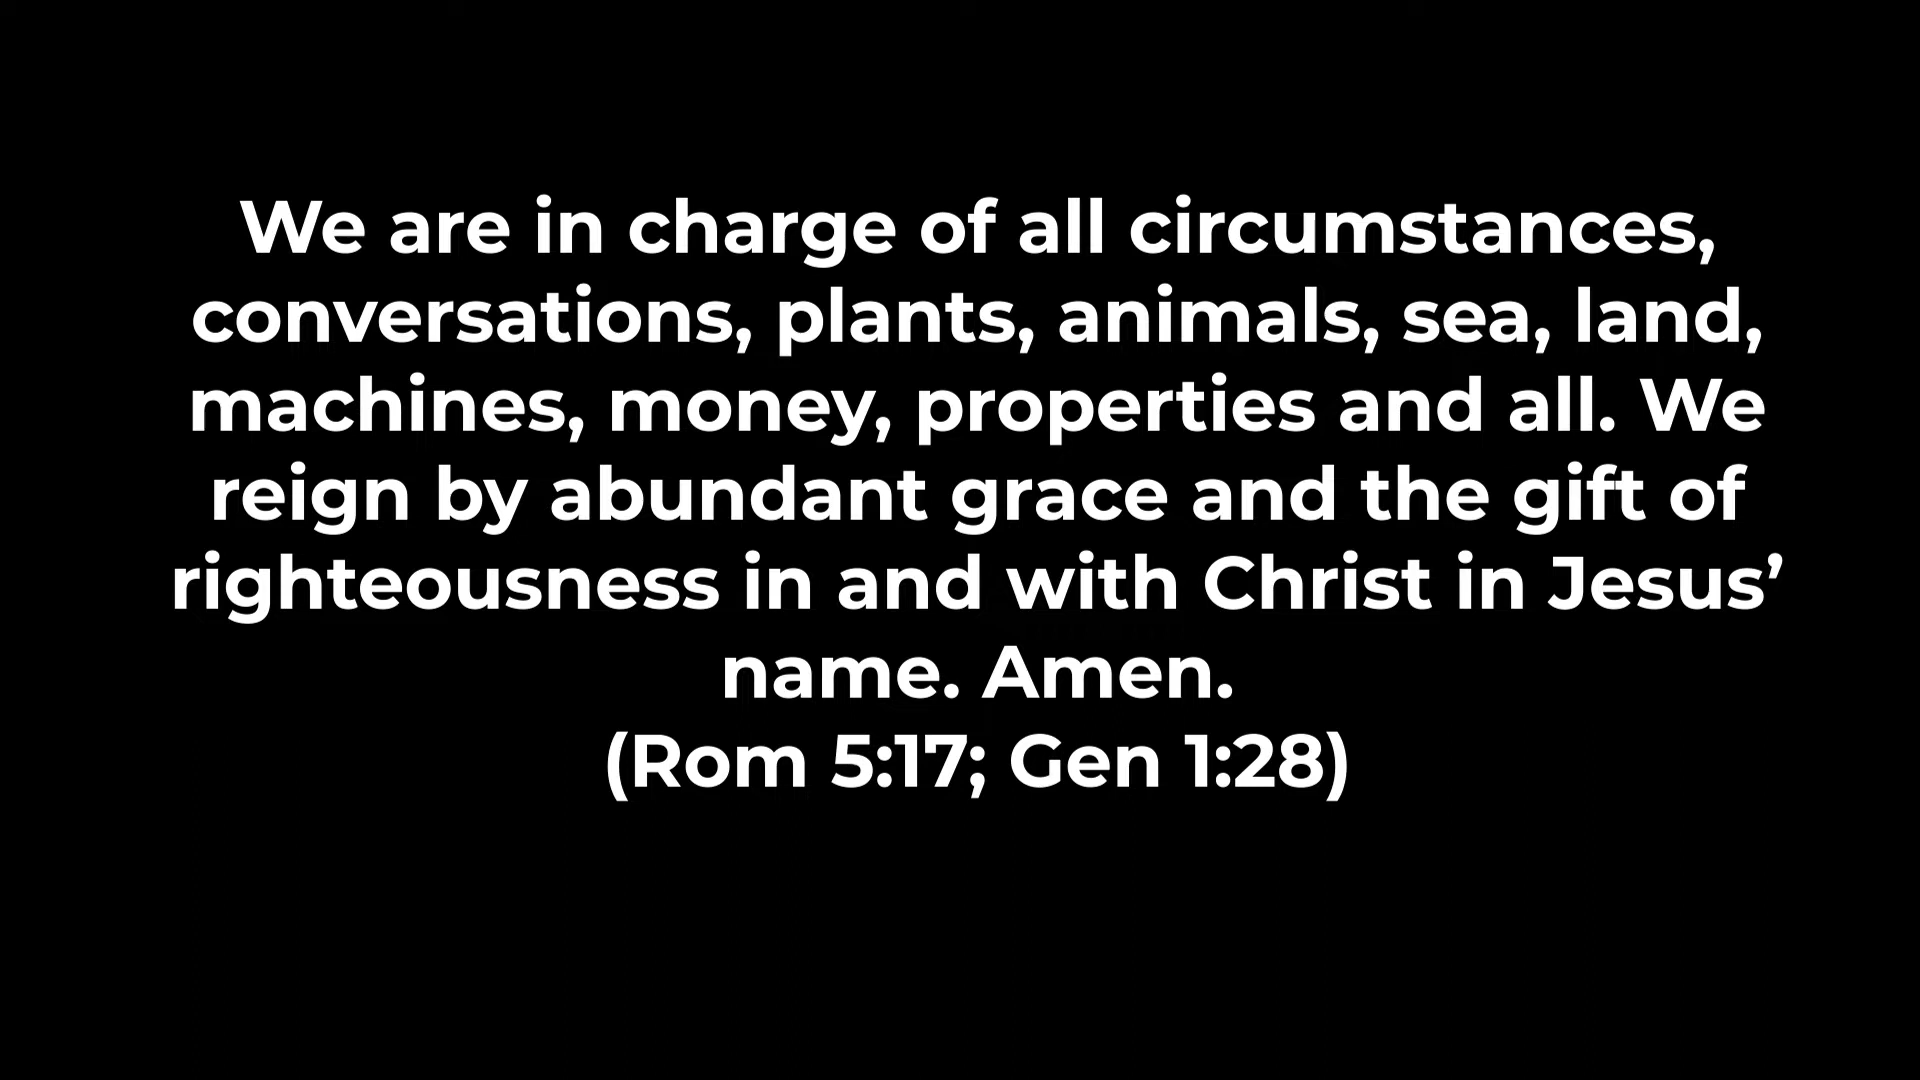 We are in charge of all circumstances,
conversations, plants, animals, sea, land,
machines, money, properties and all. We
reign by abundant grace and the gift of
righteousness in and with Christ in Jesus’
name. Amen.
(Rom 5:17; Gen 1:28)